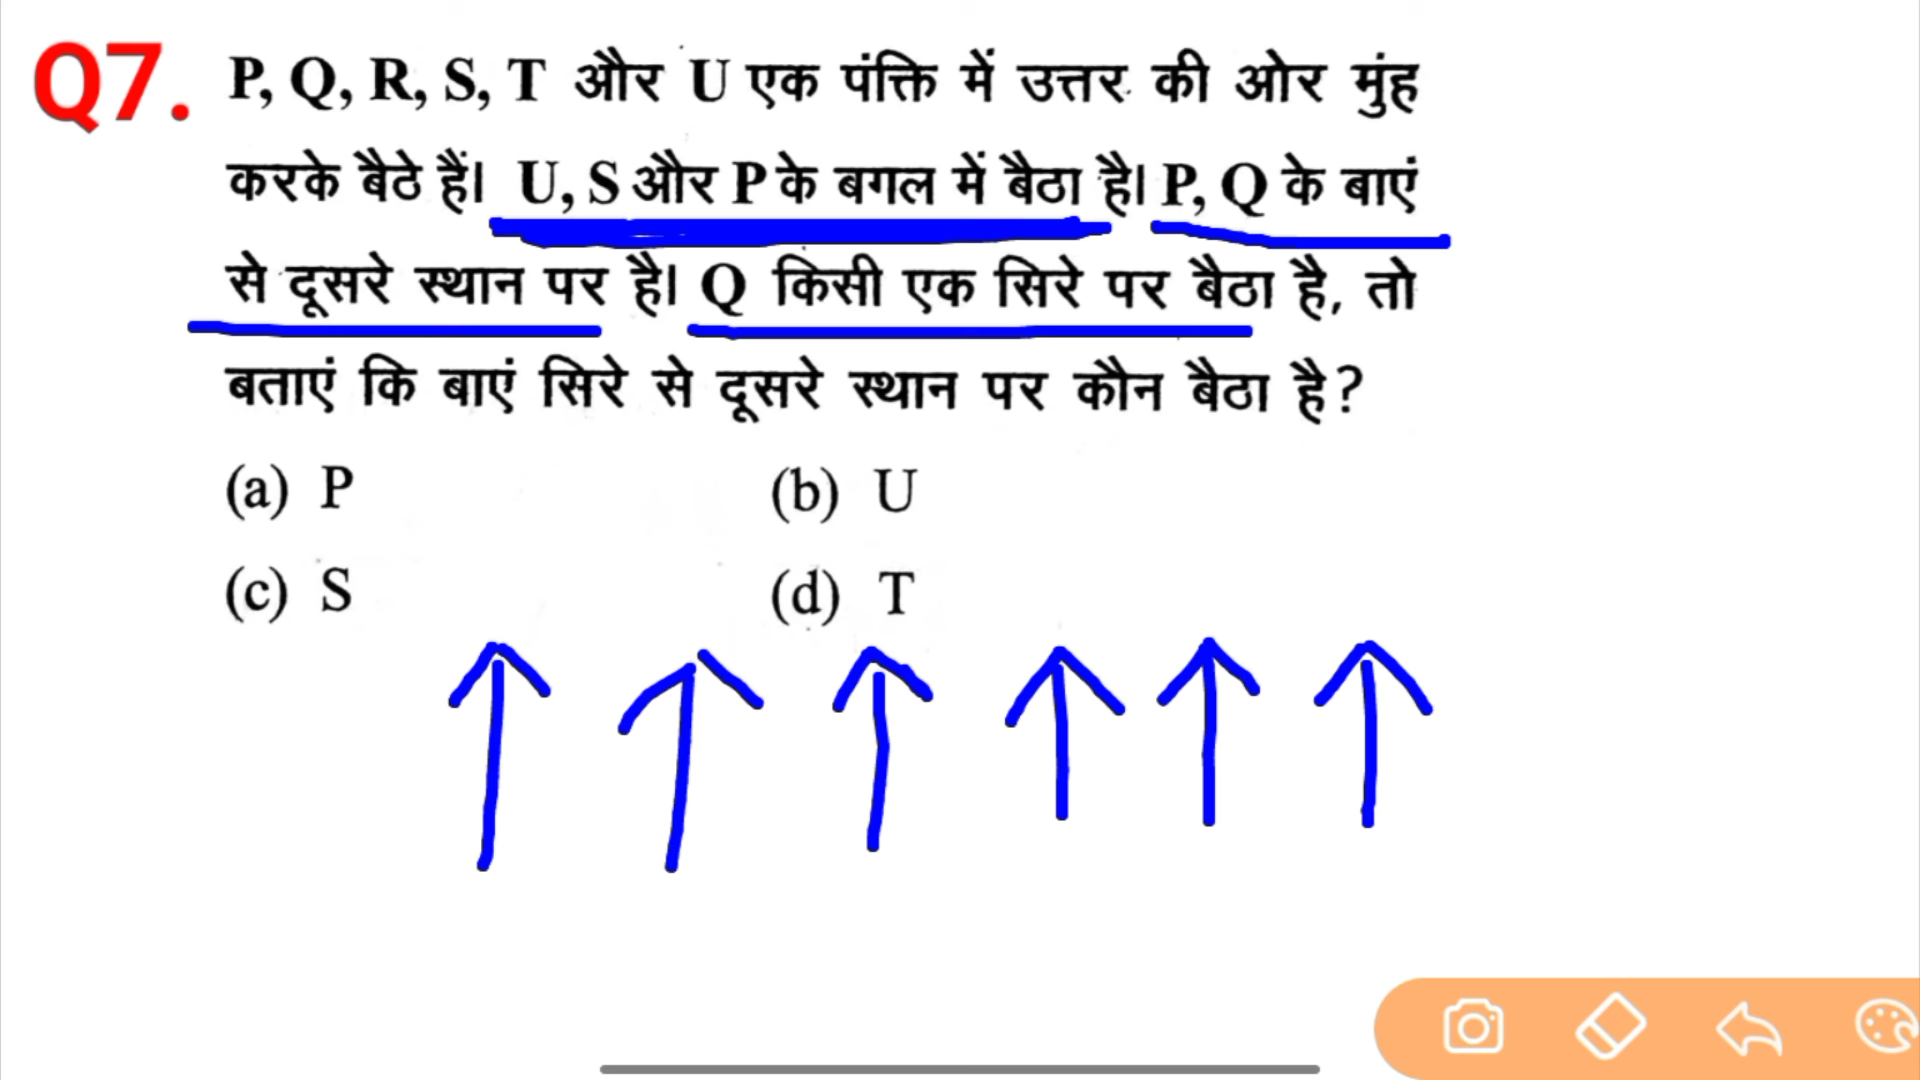 Q7. P, Q, R, S, T और U एक पंक्ति में उत्तर की ओर मुंह
करके बैठे हैं। U, S और P के बगल में बैठा है। P, Q के बाएं
से दूसरे स्थान पर है। Q किसी एक सिरे पर बैठा है, तो
बताएं कि बाएं सिरे से दूसरे स्थान पर कौन बैठा है?
(a) P (b) U
(c) S (d) T